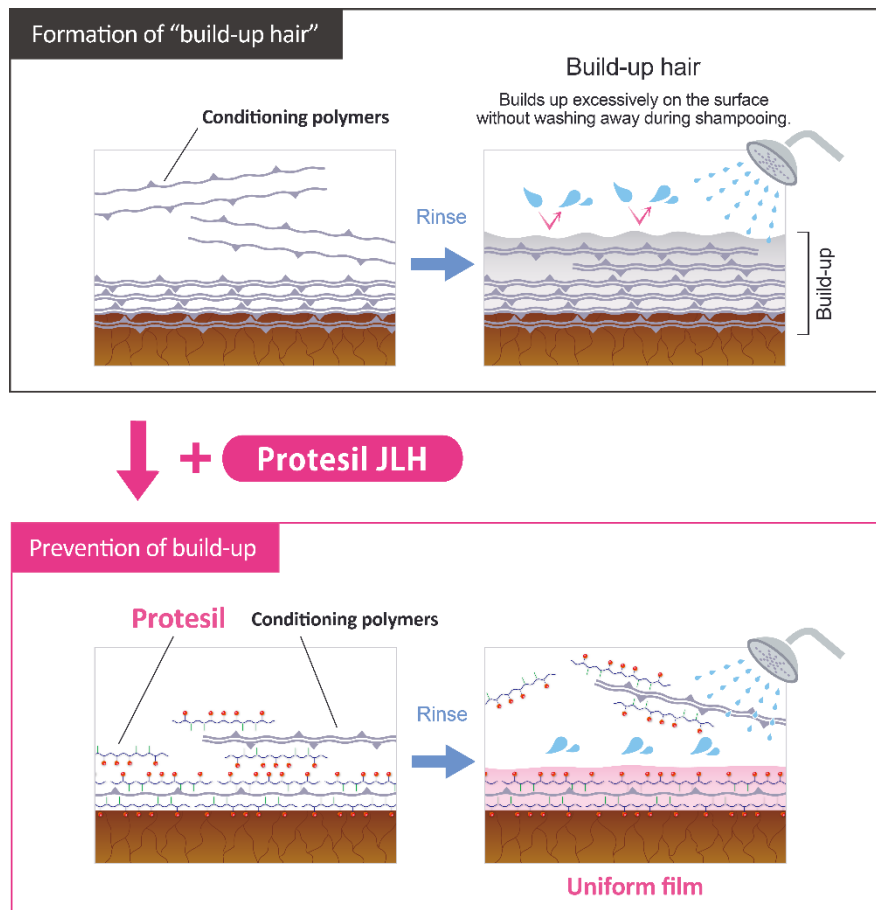 Formation of “build-up hair”
Build-up hair
Builds up excessively on the surface
without washing away during shampooing.
Conditioning polymers
Rinse
Build-up
+ Protesil JLH
Prevention of build-up
Protesil
Conditioning polymers
Rinse
Uniform film